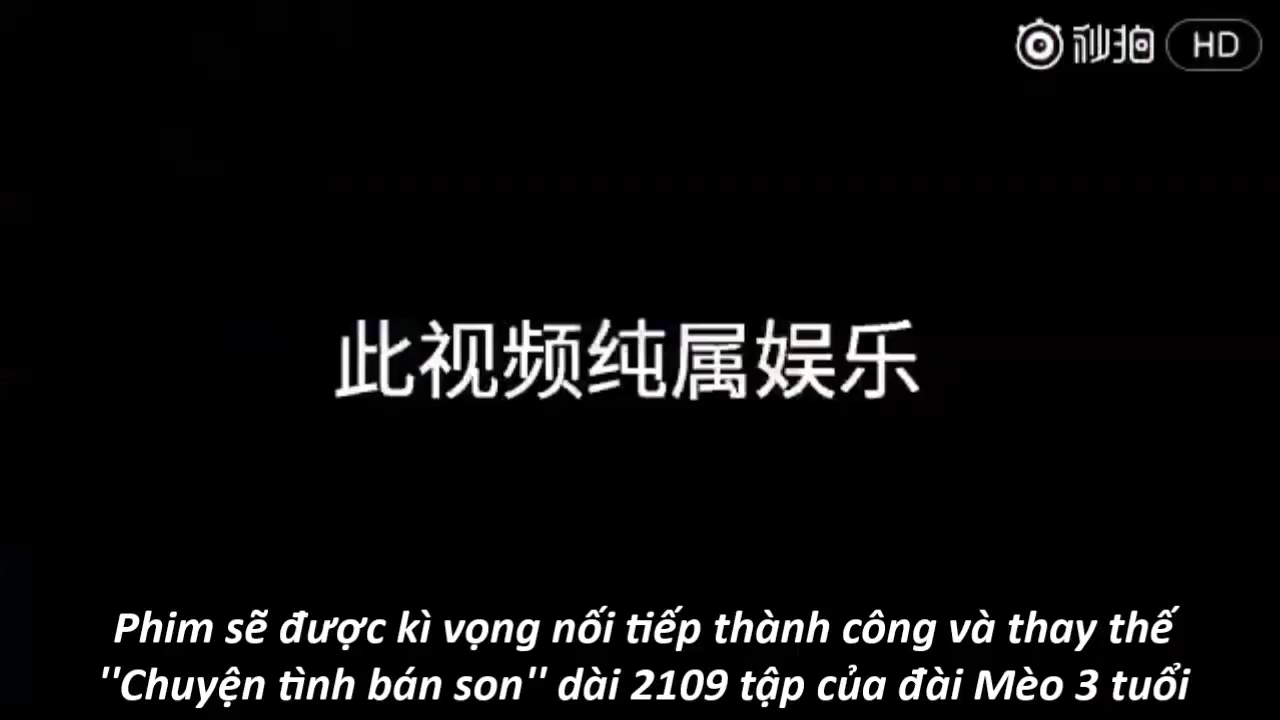 秒拍 HD
此视频纯属娱乐
Phim sẽ được kì vọng nối tiếp thành công và thay thế
"Chuyện tình bán son" dài 2109 tập của đài Mèo 3 tuổi